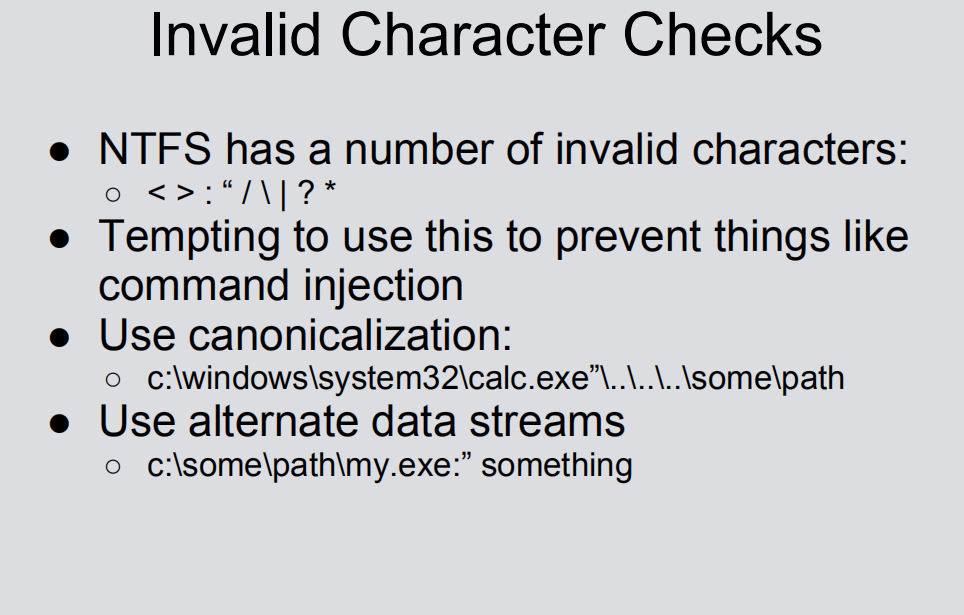 Invalid Character Checks
● NTFS has a number of invalid characters:
○ < > : “ / \ | ? *
● Tempting to use this to prevent things like
command injection
● Use canonicalization:
○ c:\windows\system32\calc.exe”\..\..\..\some\path
● Use alternate data streams
○ c:\some\path\my.exe:” something